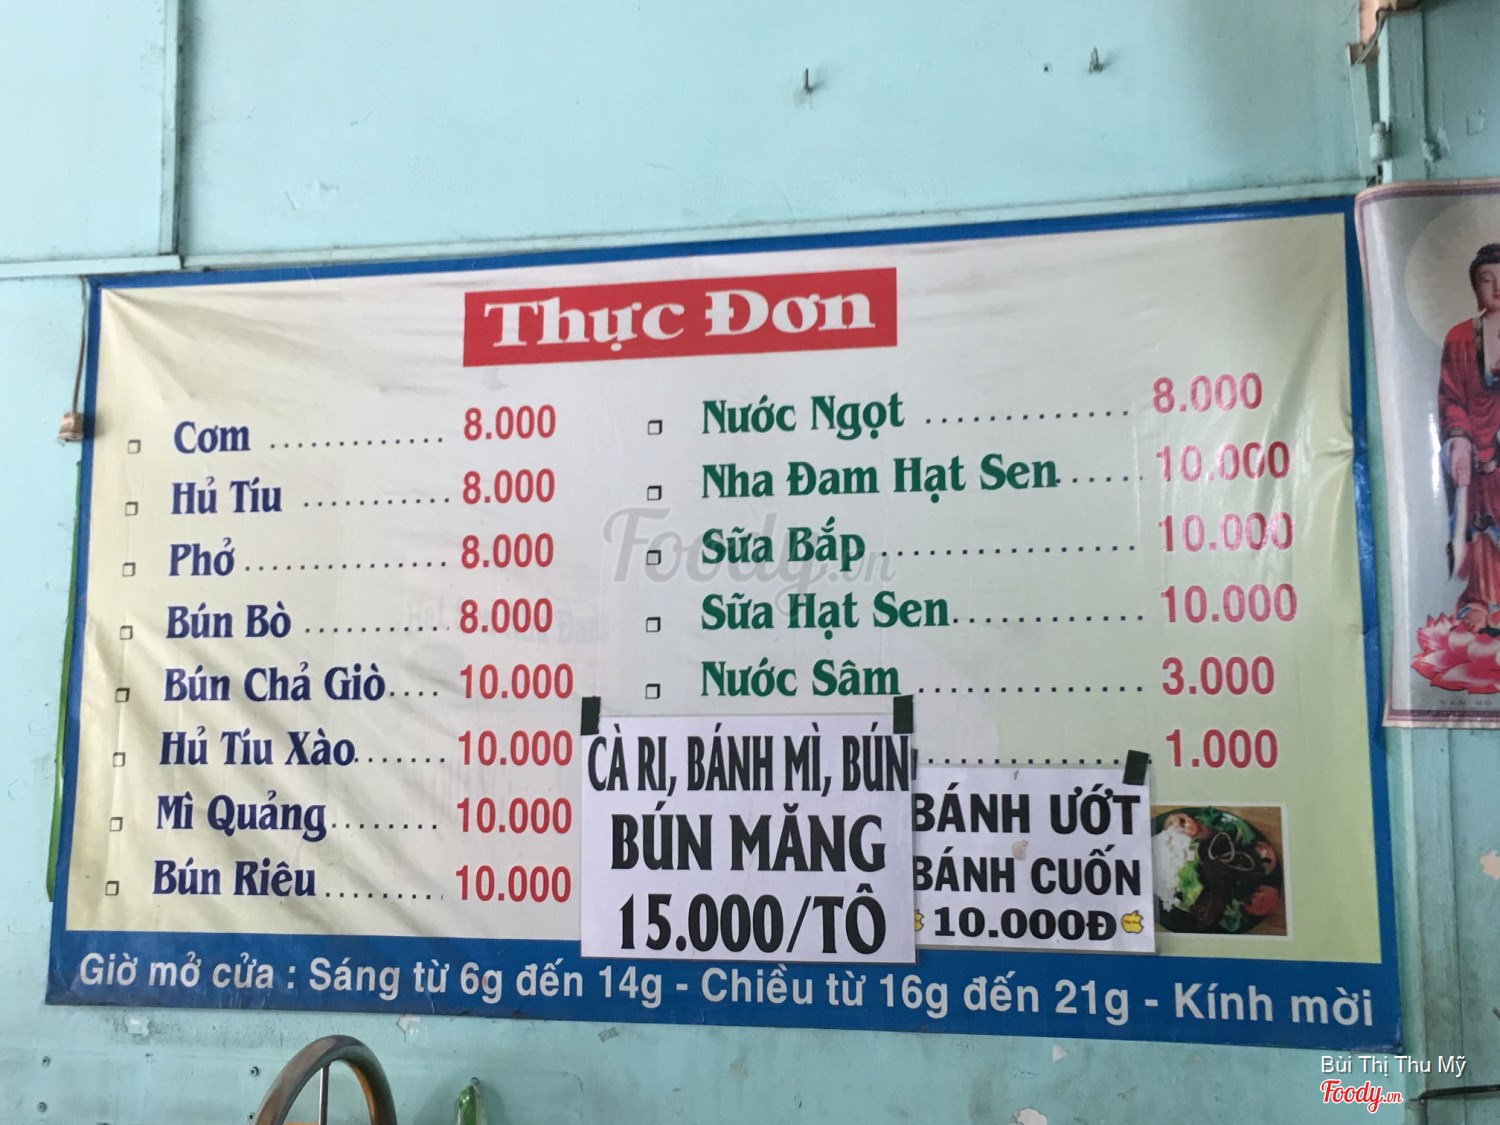 Thực Đơn
Cơm .............. 8.000
Hủ Tíu ........... 8.000
Phở ................ 8.000
Bún Bò ........... 8.000
Bún Chả Giò .... 10.000
Hủ Tíu Xào ....... 10.000
Mì Quảng ........ 10.000
Bún Riêu ......... 10.000
Nước Ngọt ............. 8.000
Nha Đam Hạt Sen ...... 10.000
Sữa Bắp ................. 10.000
Sữa Hạt Sen ............. 10.000
Nước Sâm .............. 3.000
............. 1.000
CÀ RI, BÁNH MÌ, BÚN
BÚN MĂNG
15.000/TÔ
BÁNH ƯỚT
BÁNH CUỐN
10.000Đ
Giờ mở cửa : Sáng từ 6g đến 14g - Chiều từ 16g đến 21g - Kính mời
Foody.vn
Bùi Thị Thu Mỹ
Foody.vn